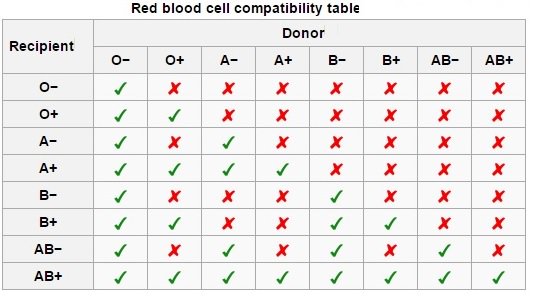 Red blood cell compatibility table
Recipient
Donor
O− O+ A− A+ B− B+ AB− AB+
O− ✓ ✘ ✘ ✘ ✘ ✘ ✘ ✘
O+ ✓ ✓ ✘ ✘ ✘ ✘ ✘ ✘
A− ✓ ✘ ✓ ✘ ✘ ✘ ✘ ✘
A+ ✓ ✓ ✓ ✓ ✘ ✘ ✘ ✘
B− ✓ ✘ ✘ ✘ ✓ ✘ ✘ ✘
B+ ✓ ✓ ✘ ✘ ✓ ✓ ✘ ✘
AB− ✓ ✘ ✓ ✘ ✓ ✘ ✓ ✘
AB+ ✓ ✓ ✓ ✓ ✓ ✓ ✓ ✓